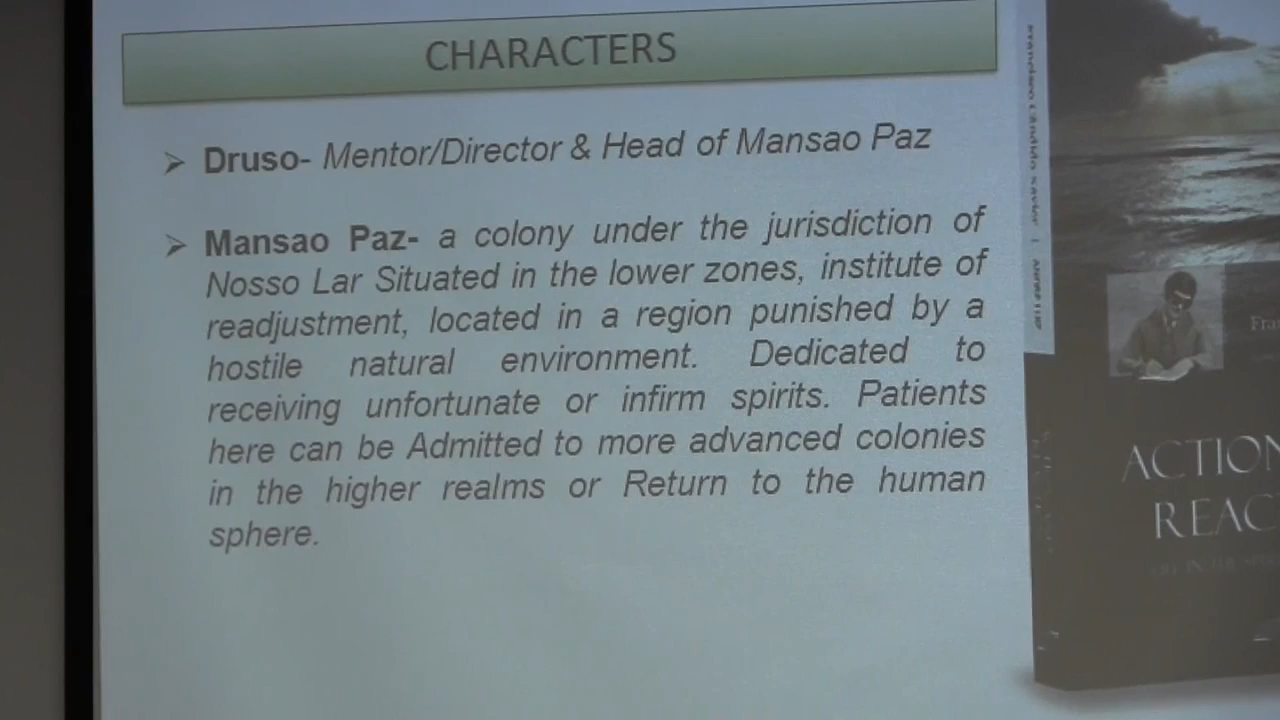 CHARACTERS
Druso- Mentor/Director & Head of Mansao Paz
Mansao Paz- a colony under the jurisdiction of
Nosso Lar Situated in the lower zones, institute of
readjustment, located in a region punished by a
hostile natural environment. Dedicated to
receiving unfortunate or infirm spirits. Patients
here can be Admitted to more advanced colonies
in the higher realms or Return to the human
sphere.
Fra
ACTION
REAC